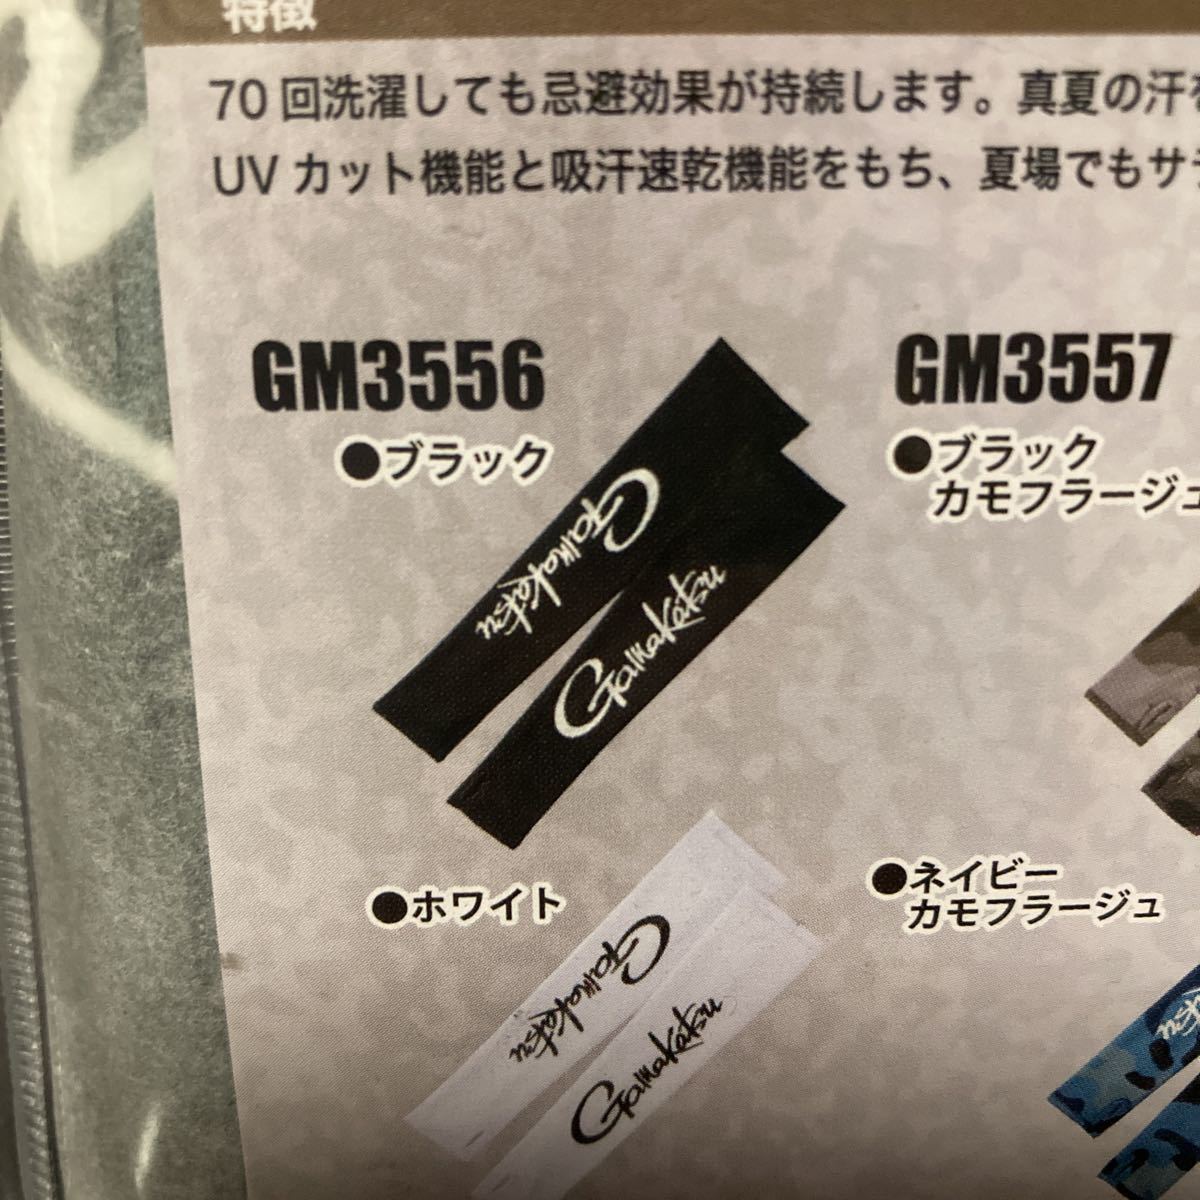 特徴
70回洗濯しても忌避効果が持続します。真夏の汗を
UVカット機能と吸汗速乾機能をもち、夏場でもサラ
GM3556
●ブラック
Gamakatsu
Gamakatsu
GM3557
●ブラック
カモフラージュ
●ホワイト
Gamakatsu
Gamakatsu
●ネイビー
カモフラージュ